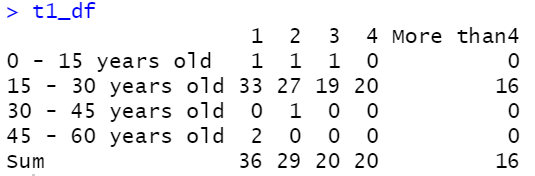 > t1_df
1 2 3 4 More than4
0 - 15 years old 1 1 1 0 0
15 - 30 years old 33 27 19 20 16
30 - 45 years old 0 1 0 0 0
45 - 60 years old 2 0 0 0 0
Sum 36 29 20 20 16